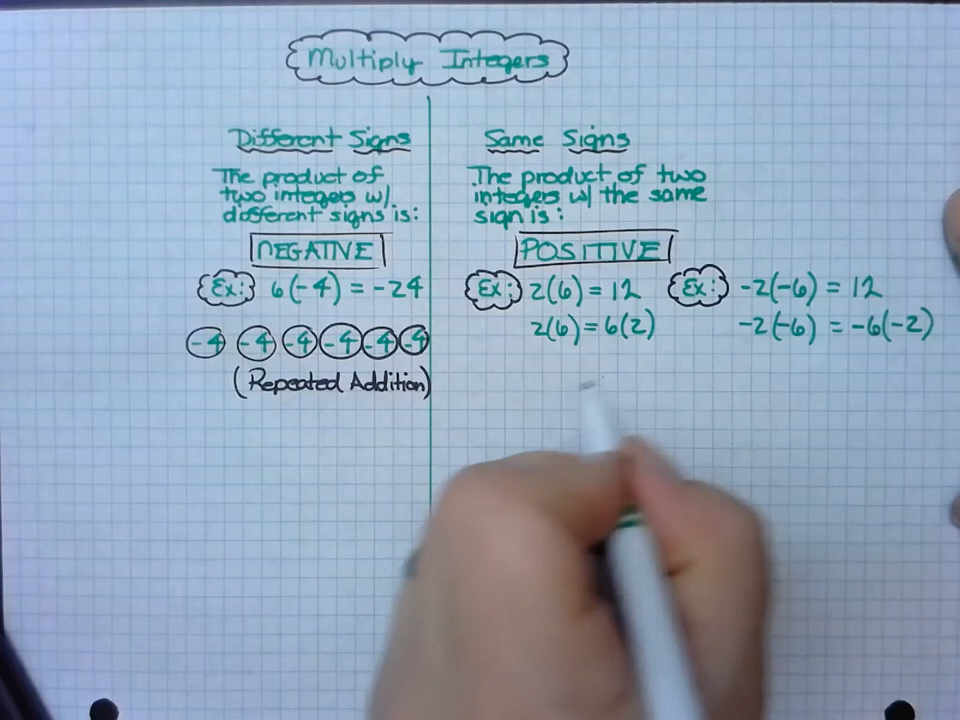 Multiply Integers
Different Signs
The product of
two integers w/
different signs is:
NEGATIVE
Ex: 6(-4) = -24
-4 -4 -4 -4 -4 -4
(Repeated Addition)
Same Signs
The product of two
integers w/ the same
sign is:
POSITIVE
Ex: 2(6) = 12
2(6) = 6(2)
Ex: -2(-6) = 12
-2(-6) = -6(-2)